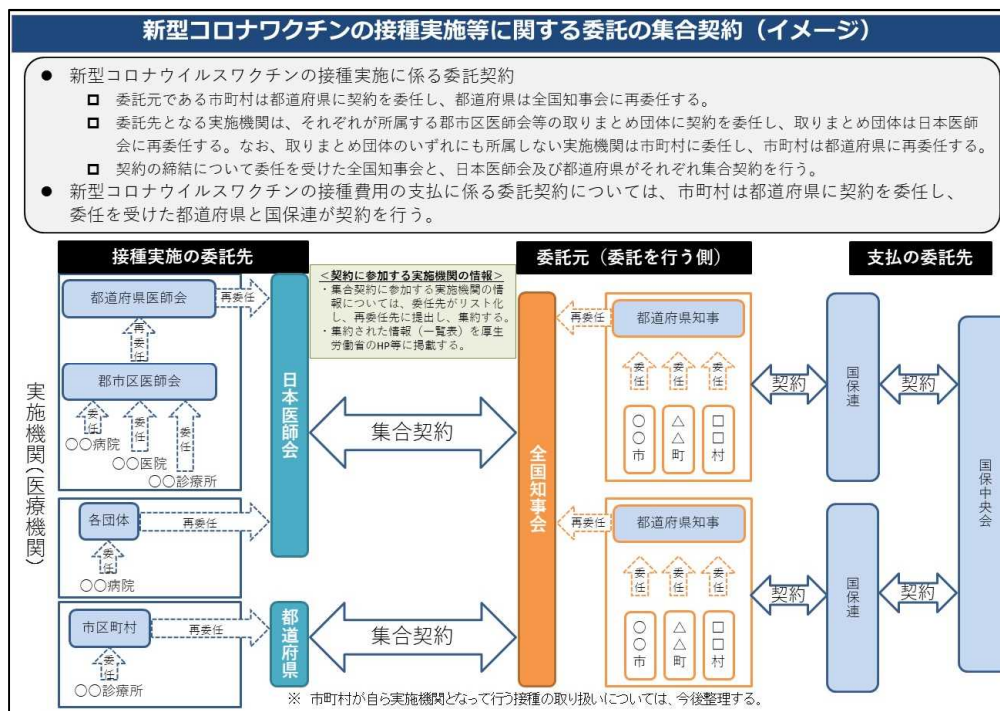 新型コロナワクチンの接種実施等に関する委託の集合契約（イメージ）
● 新型コロナウイルスワクチンの接種実施に係る委託契約
委託元である市町村は都道府県に契約を委任し、都道府県は全国知事会に再委任する。
委託先となる実施機関は、それぞれが所属する郡市区医師会等の取りまとめ団体に契約を委任し、取りまとめ団体は日本医師
会に再委任する。なお、取りまとめ団体のいずれにも所属しない実施機関は市町村に委任し、市町村は都道府県に再委任する。
契約の締結について委任を受けた全国知事会と、日本医師会及び都道府県がそれぞれ集合契約を行う。
● 新型コロナウイルスワクチンの接種費用の支払に係る委託契約については、市町村は都道府県に契約を委任し、
委任を受けた都道府県と国保連が契約を行う。
接種実施の委託先
実施機関(医療機関)
都道府県医師会
再委任
再委任
郡市区医師会
委任
委任
委任
〇〇病院
〇〇医院
〇〇診療所
各団体
再委任
委任
〇〇病院
市区町村
再委任
委任
〇〇診療所
日本医師会
都道府県
＜契約に参加する実施機関の情報＞
・集合契約に参加する実施機関の情
報については、委任先がリスト化
し、再委任先に提出し、集約する。
・集約された情報（一覧表）を厚生
労働省のHP等に掲載する。
集合契約
集合契約
全国知事会
委託元（委託を行う側）
再委任
都道府県知事
委任
委任
委任
〇〇市
△△町
□□村
再委任
都道府県知事
委任
委任
委任
〇〇市
△△町
□□村
支払の委託先
契約
国保連
契約
契約
国保連
契約
国保中央会
※ 市町村が自ら実施機関となって行う接種の取り扱いについては、今後整理する。